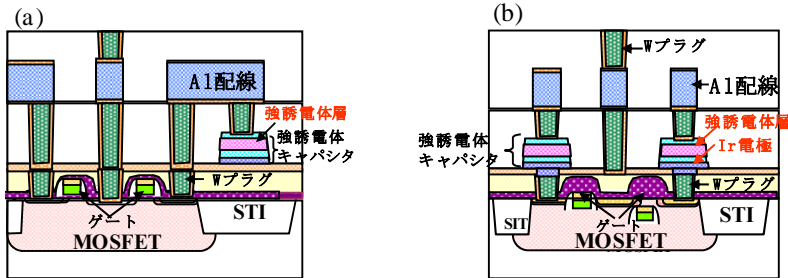 (a)
Al配線
強誘電体層
強誘電体
キャパシタ
Wプラグ
ゲート
STI
MOSFET
(b)
Wプラグ
Al配線
強誘電体層
強誘電体
キャパシタ
Ir電極
Wプラグ
ゲート
SIT
STI
MOSFET